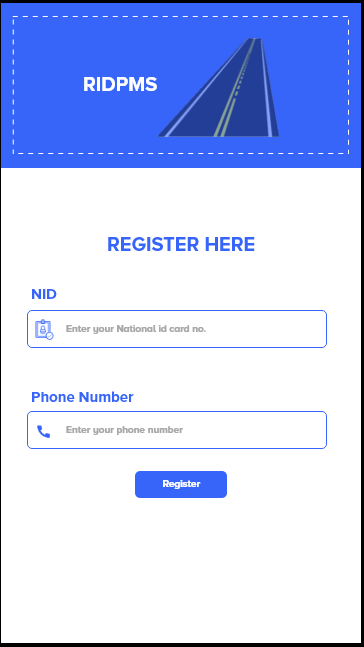 RIDPMS
REGISTER HERE
NID
Enter your National id card no.
Phone Number
Enter your phone number
Register